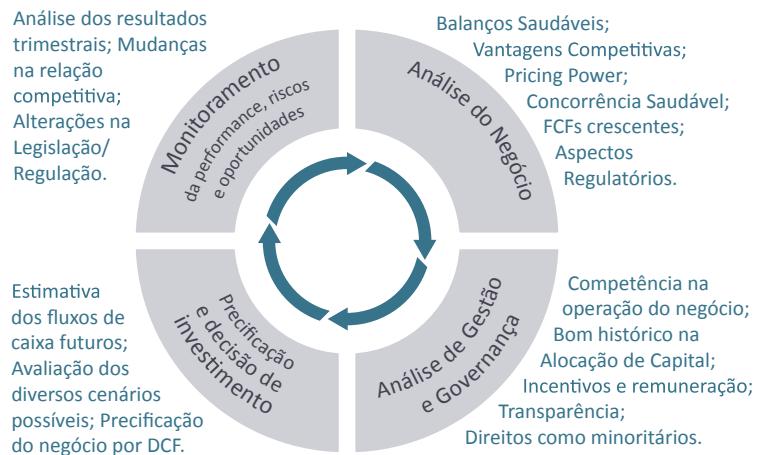 Análise dos resultados
trimestrais; Mudanças
na relação
competitiva;
Alterações na
Legislação/
Regulação.
Monitoramento
da performance, riscos
e oportunidades
Análise do Negócio
Balanços Saudáveis;
Vantagens Competitivas;
Pricing Power;
Concorrência Saudável;
FCFs crescentes;
Aspectos
Regulatórios.
Estimativa
dos fluxos de
caixa futuros;
Avaliação dos
diversos cenários
possíveis; Precificação
do negócio por DCF.
Precificação
e decisão de
investimento
Análise de Gestão
e Governança
Competência na
operação do negócio;
Bom histórico na
Alocação de Capital;
Incentivos e remuneração;
Transparência;
Direitos como minoritários.